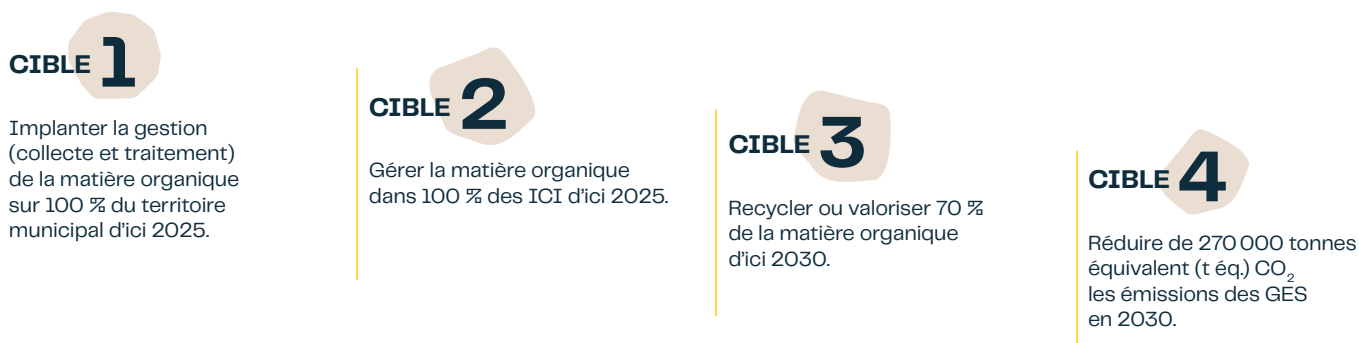 CIBLE 1
Implanter la gestion
(collecte et traitement)
de la matière organique
sur 100 % du territoire
municipal d’ici 2025.
CIBLE 2
Gérer la matière organique
dans 100 % des ICI d’ici 2025.
CIBLE 3
Recycler ou valoriser 70 %
de la matière organique
d’ici 2030.
CIBLE 4
Réduire de 270 000 tonnes
équivalent (t éq.) CO₂
les émissions des GES
en 2030.